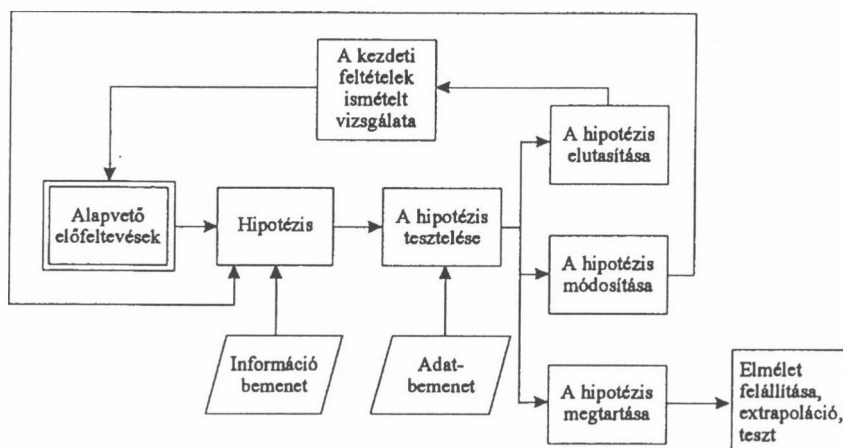 A kezdeti
feltételek
ismételt
vizsgálata
A hipotézis
elutasítása
Alapvető
előfeltevések
Hipotézis
A hipotézis
tesztelése
A hipotézis
módosítása
Információ
bemenet
Adat-
bemenet
A hipotézis
megtartása
Elmélet
felállítása,
extrapoláció,
teszt